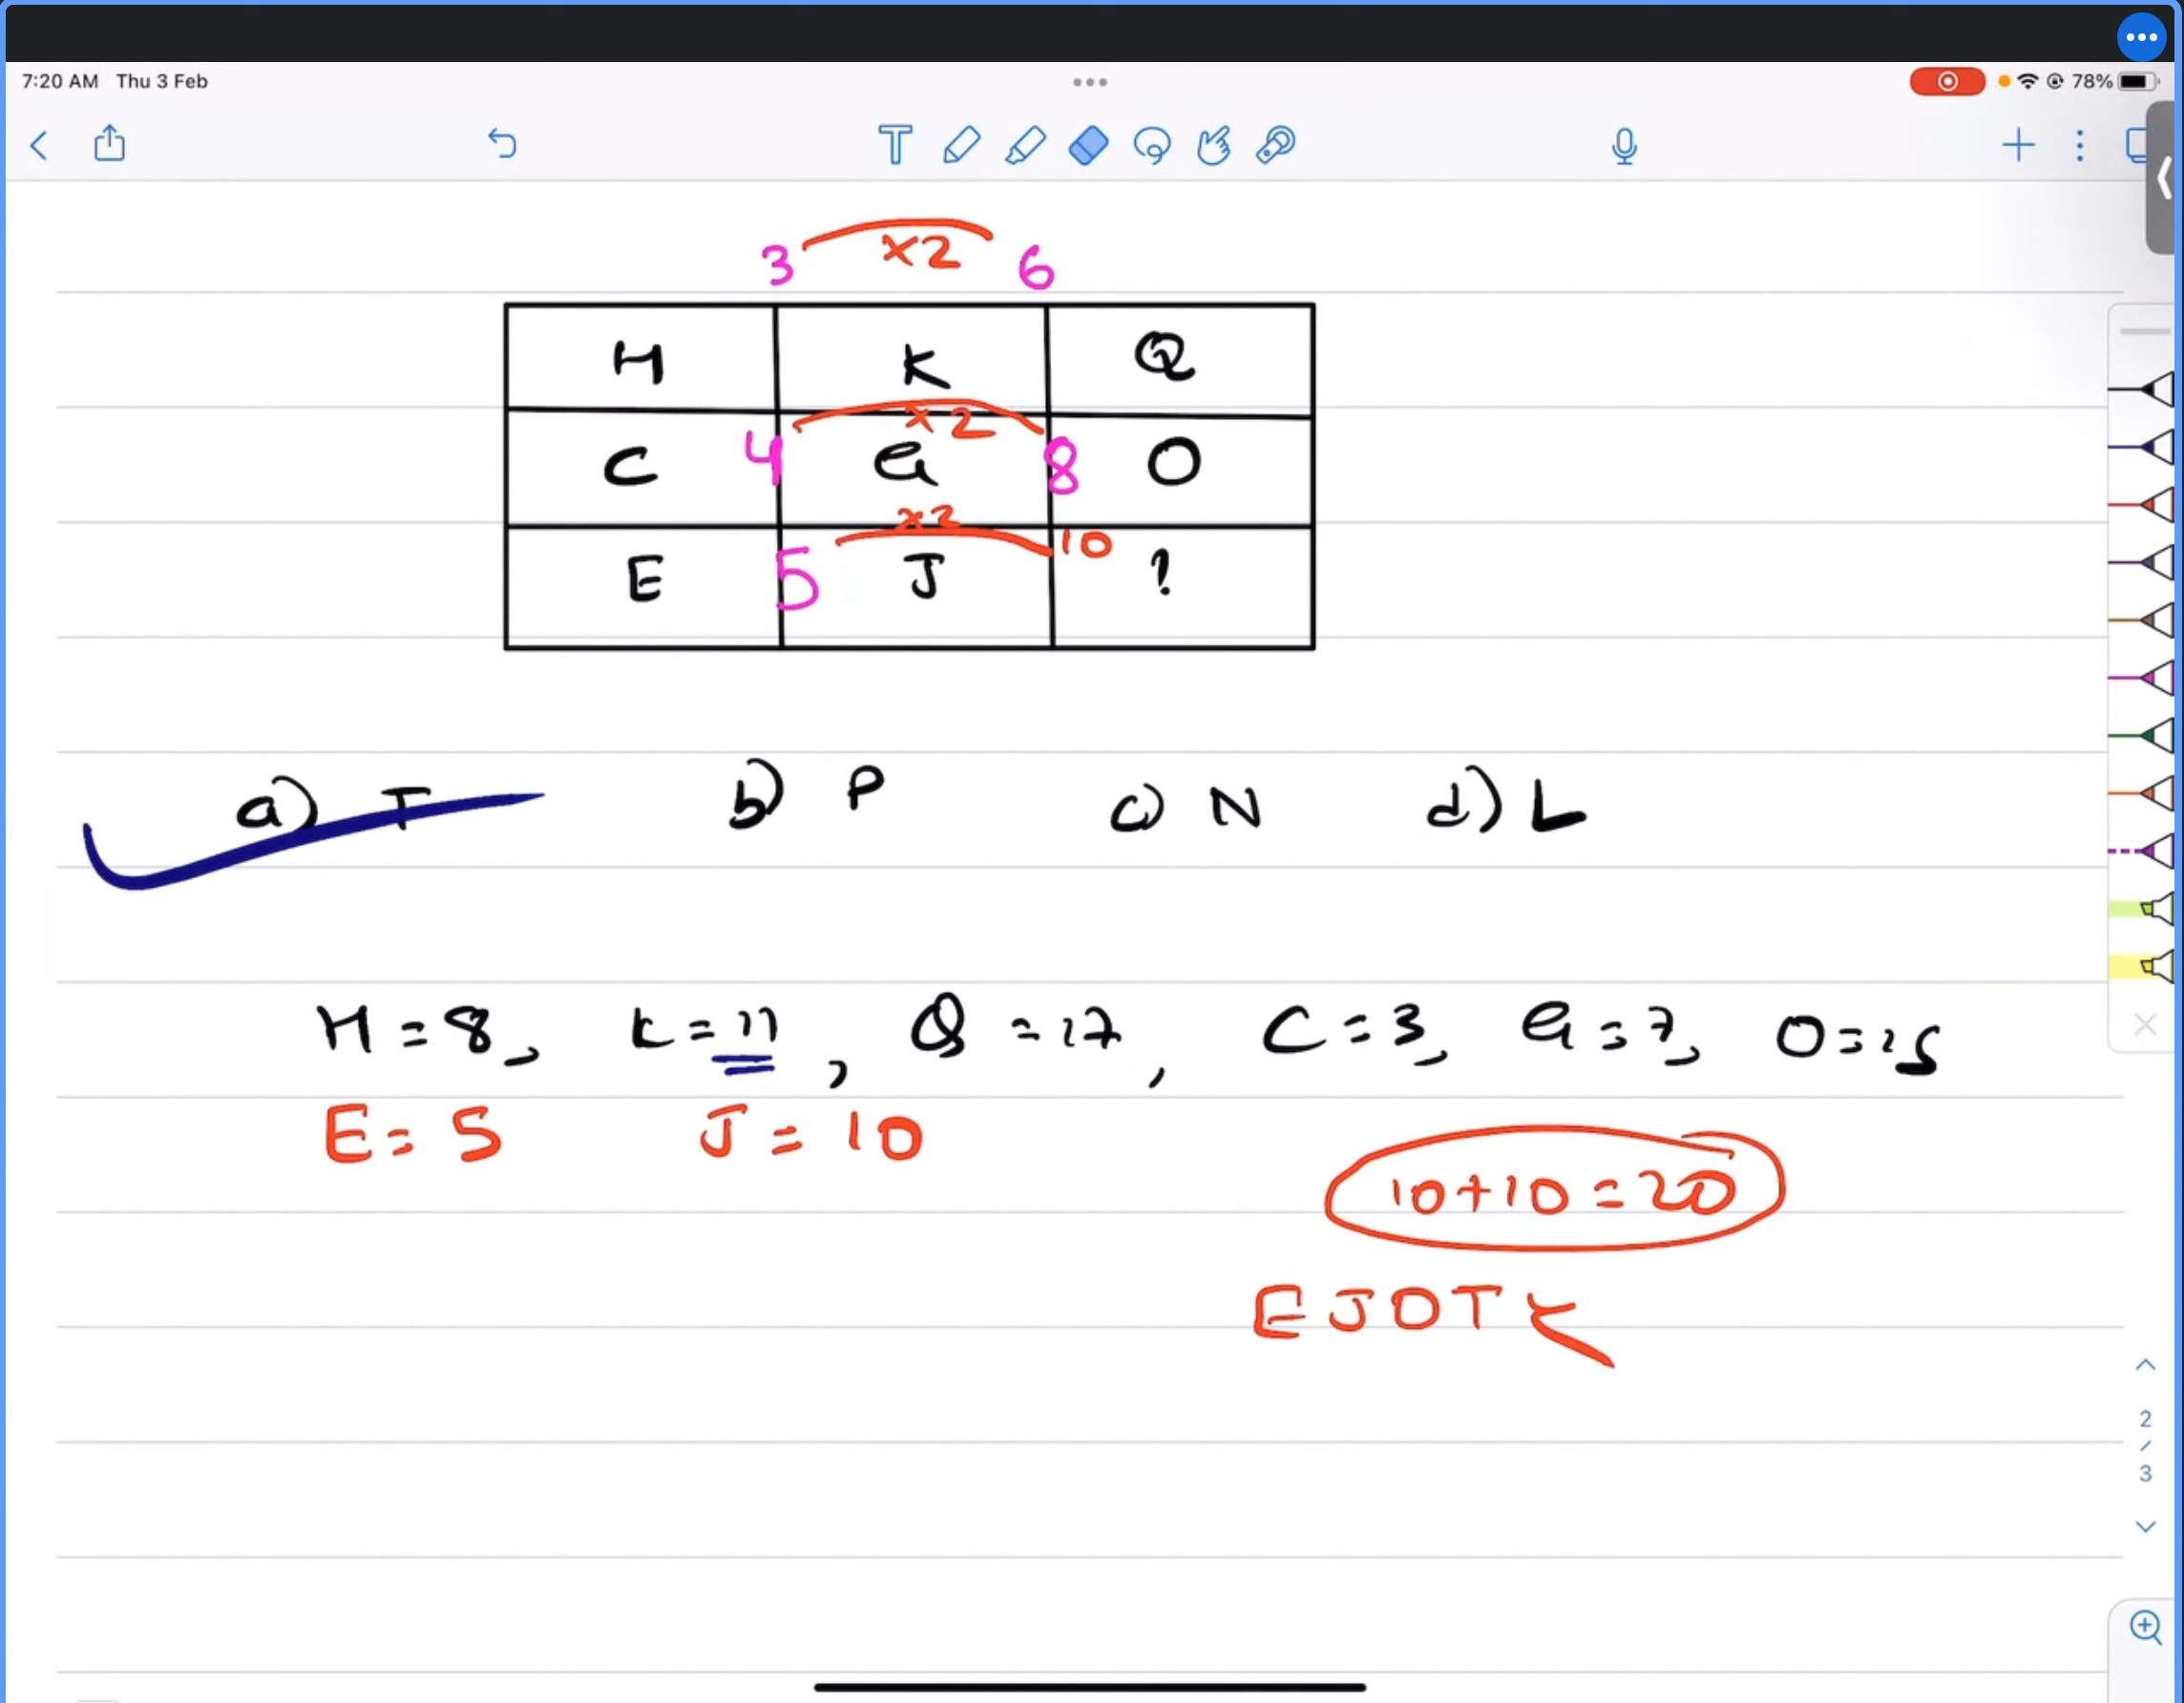 7:20 AM Thu 3 Feb 78%
T
3 ×2 6
H K Q
×2
C 4 G 8 O
×2
E 5 J 10 ?
a) T b) P c) N d) L
H = 8, K = 11, Q = 17, C = 3, G = 7, O = 15
E = 5 J = 10
10+10=20
E J O T Y
2
/
3